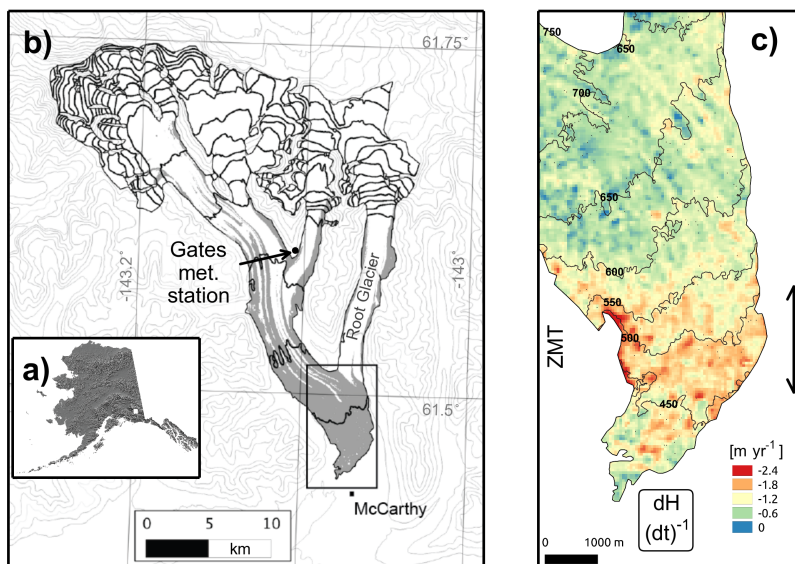 b)
61.75°
-143.2°
-143°
Gates
met.
station
Root Glacier
61.5°
a)
McCarthy
0 5 10
km
c)
750
650
700
650
600
550
500
450
ZMT
[m yr-1 ]
-2.4
-1.8
-1.2
-0.6
0
dH
(dt)-1
0 1000 m